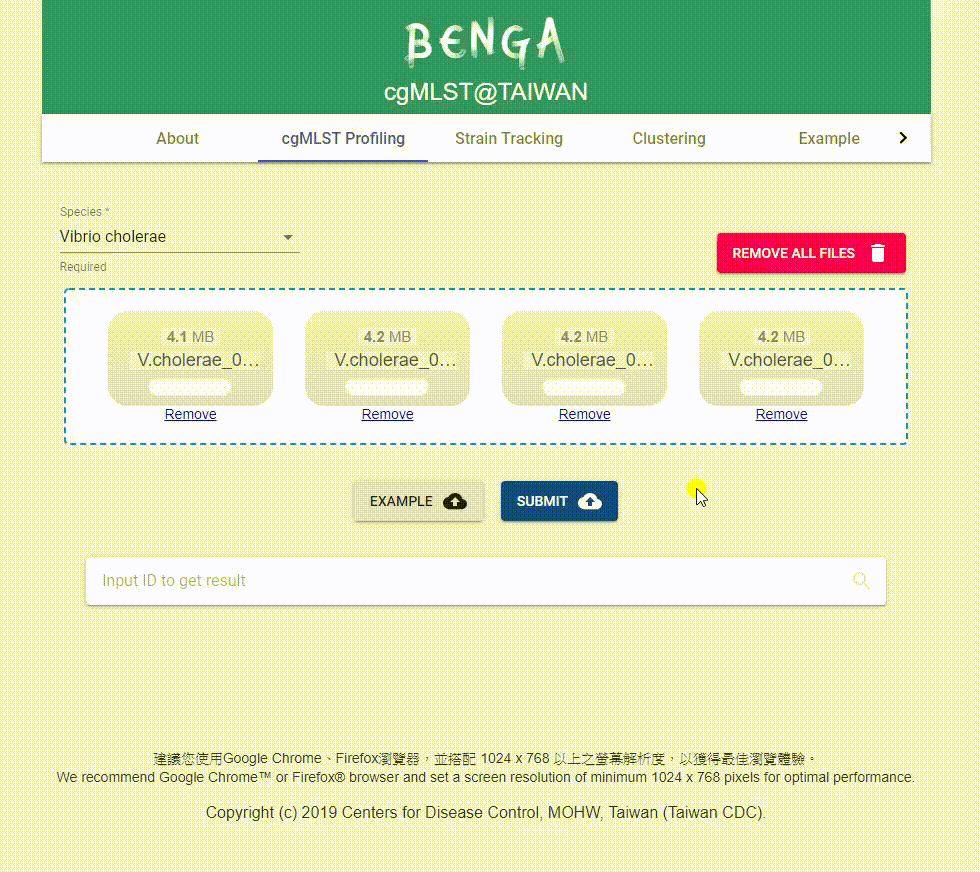 BENGA
cgMLST@TAIWAN
About cgMLST Profiling Strain Tracking Clustering Example
Species *
Vibrio cholerae
Required
REMOVE ALL FILES
4.1 MB 4.2 MB 4.2 MB 4.2 MB
V.cholerae_0... V.cholerae_0... V.cholerae_0... V.cholerae_0...
Remove Remove Remove Remove
EXAMPLE SUBMIT
Input ID to get result
建議您使用Google Chrome、Firefox瀏覽器，並搭配 1024 x 768 以上之螢幕解析度，以獲得最佳瀏覽體驗。
We recommend Google Chrome™ or Firefox® browser and set a screen resolution of minimum 1024 x 768 pixels for optimal performance.
Copyright (c) 2019 Centers for Disease Control, MOHW, Taiwan (Taiwan CDC).